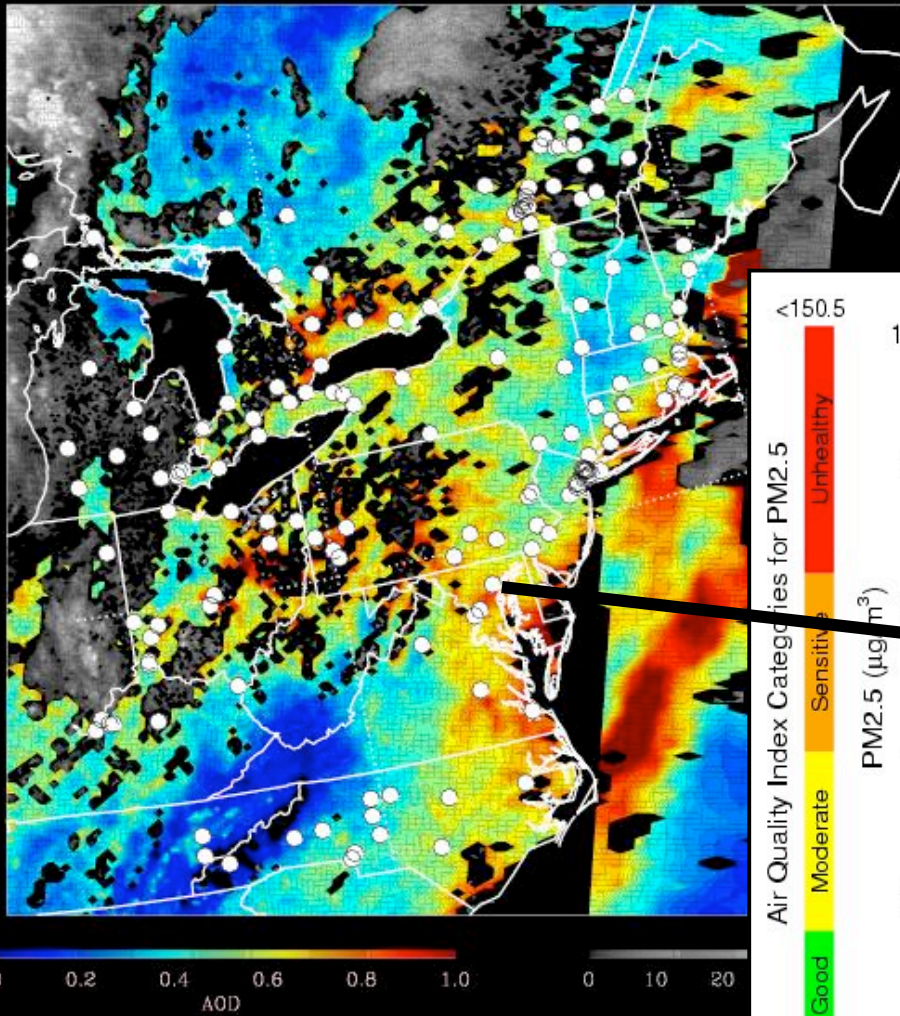 <150.5
1
Air Quality Index Categories for PM2.5
Unhealthy
Sensitive
Moderate
Good
PM2.5 (µg m³)
0.2 0.4 0.6 0.8 1.0
AOD
0 10 20